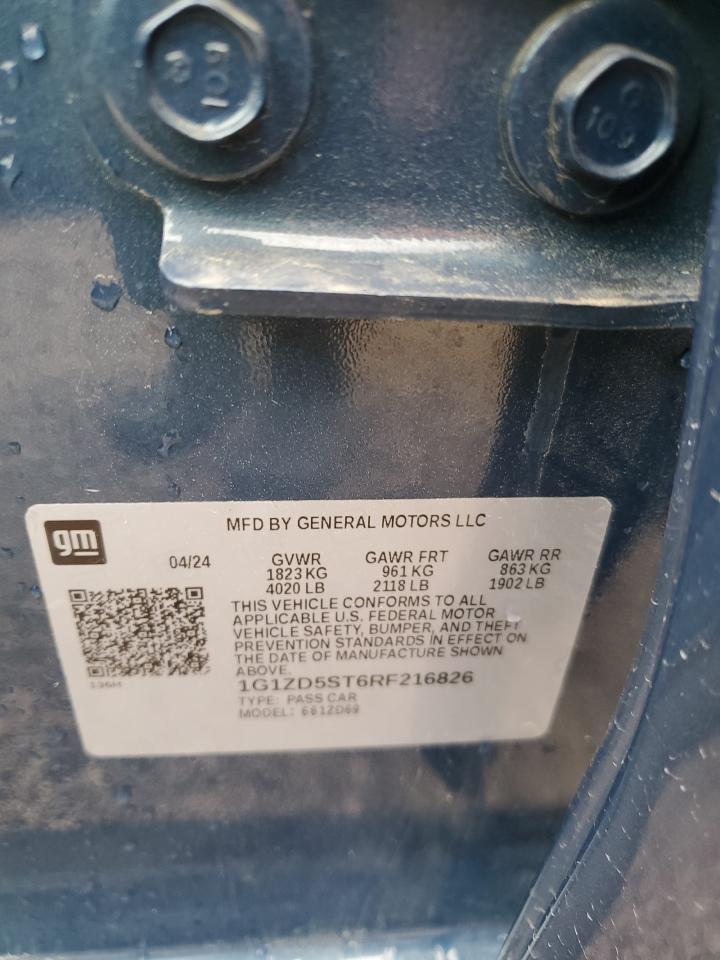 109
109
gm
MFD BY GENERAL MOTORS LLC
04/24 GVWR GAWR FRT GAWR RR
1823 KG 961 KG 863 KG
4020 LB 2118 LB 1902 LB
THIS VEHICLE CONFORMS TO ALL
APPLICABLE U.S. FEDERAL MOTOR
VEHICLE SAFETY, BUMPER, AND THEFT
PREVENTION STANDARDS IN EFFECT ON
THE DATE OF MANUFACTURE SHOWN
ABOVE.
1G1ZD5ST6RF216826
TYPE: PASS CAR